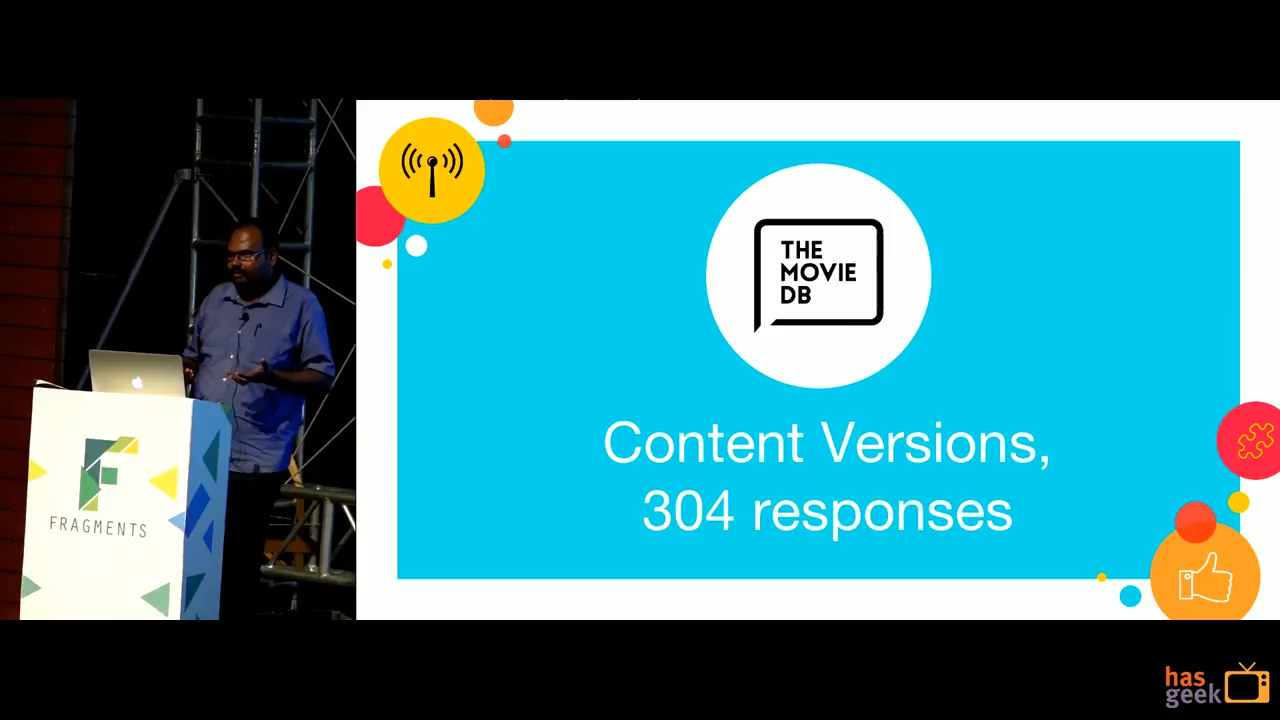 THE
MOVIE
DB
Content Versions,
304 responses
FRAGMENTS
has
geek